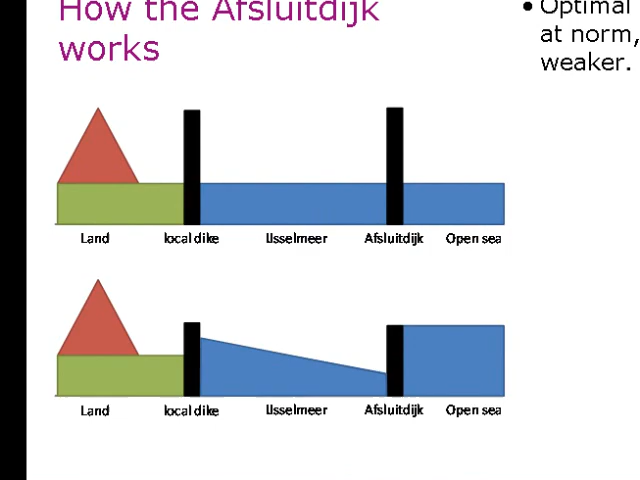 How the Afsluitdijk
works
• Optimal
at norm,
weaker.
Land local dike IJsselmeer Afsluitdijk Open sea
Land local dike IJsselmeer Afsluitdijk Open sea